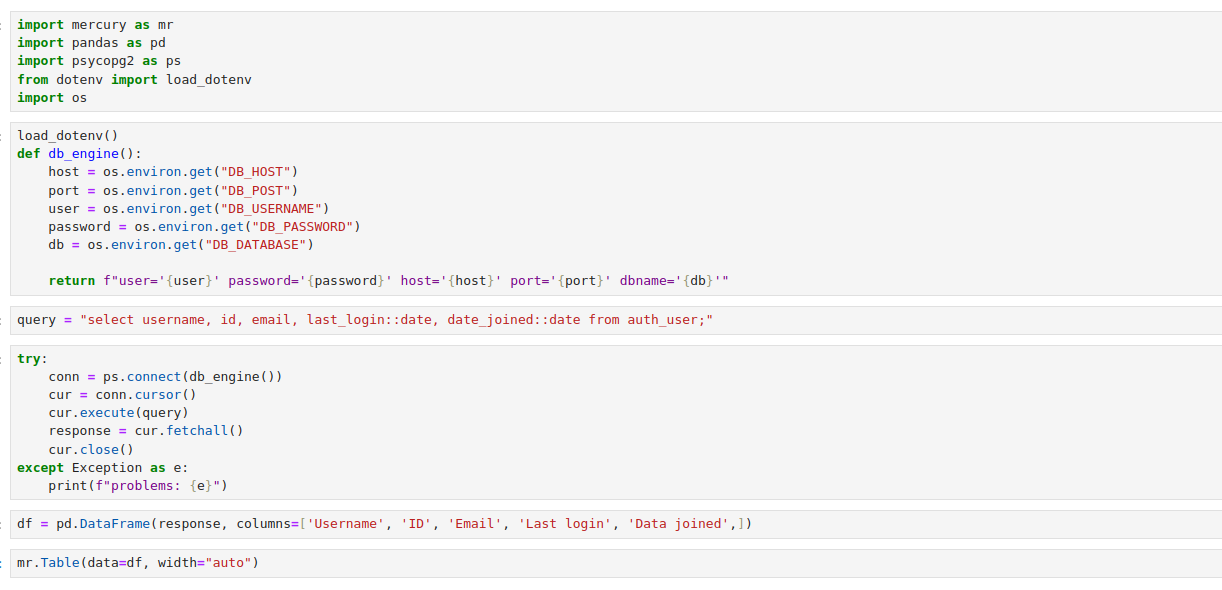 import mercury as mr
import pandas as pd
import psycopg2 as ps
from dotenv import load_dotenv
import os
load_dotenv()
def db_engine():
    host = os.environ.get("DB_HOST")
    port = os.environ.get("DB_POST")
    user = os.environ.get("DB_USERNAME")
    password = os.environ.get("DB_PASSWORD")
    db = os.environ.get("DB_DATABASE")
    return f"user='{user}' password='{password}' host='{host}' port='{port}' dbname='{db}'"
query = "select username, id, email, last_login::date, date_joined::date from auth_user;"
try:
    conn = ps.connect(db_engine())
    cur = conn.cursor()
    cur.execute(query)
    response = cur.fetchall()
    cur.close()
except Exception as e:
    print(f"problems: {e}")
df = pd.DataFrame(response, columns=['Username', 'ID', 'Email', 'Last login', 'Data joined',])
mr.Table(data=df, width="auto")